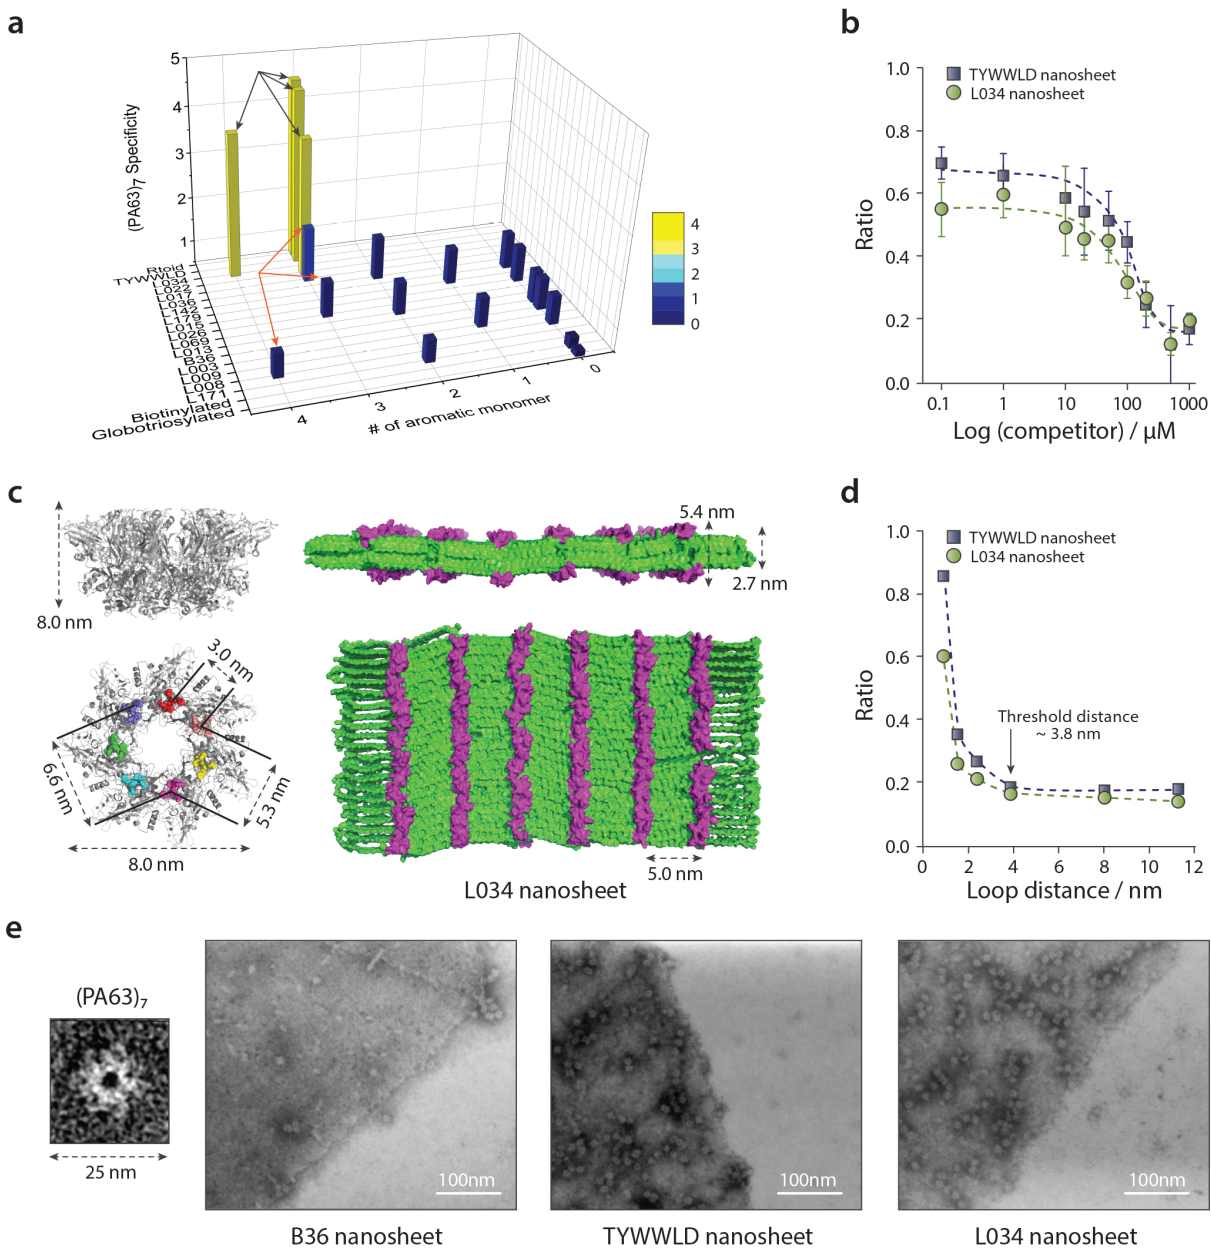 a
5
4
3
2
1
(PA63)7 Specificity
Rtoid
TYWWLD
L034
L022
L017
L036
L142
L179
L015
L026
L069
L013
B36
L003
L009
L008
L171
Biotinylated
Globotriosylated
4
3
2
1
0
# of aromatic monomer
4
3
2
1
0
b
TYWWLD nanosheet
L034 nanosheet
1.0
0.8
0.6
0.4
0.2
0.0
Ratio
0.1 1 10 100 1000
Log (competitor) / μM
c
8.0 nm
5.4 nm
2.7 nm
3.0 nm
6.6 nm
5.3 nm
8.0 nm
5.0 nm
L034 nanosheet
d
TYWWLD nanosheet
L034 nanosheet
1.0
0.8
0.6
0.4
0.2
0
Ratio
Threshold distance
~ 3.8 nm
0 2 4 6 8 10 12
Loop distance / nm
e
(PA63)₇
25 nm
100nm
B36 nanosheet
100nm
TYWWLD nanosheet
100nm
L034 nanosheet